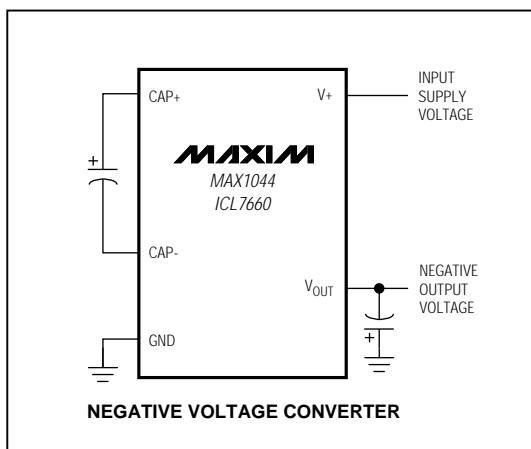 CAP+
V+
INPUT
SUPPLY
VOLTAGE
MAXIM
MAX1044
ICL7660
+
CAP-
VOUT
NEGATIVE
OUTPUT
VOLTAGE
+
GND
NEGATIVE VOLTAGE CONVERTER